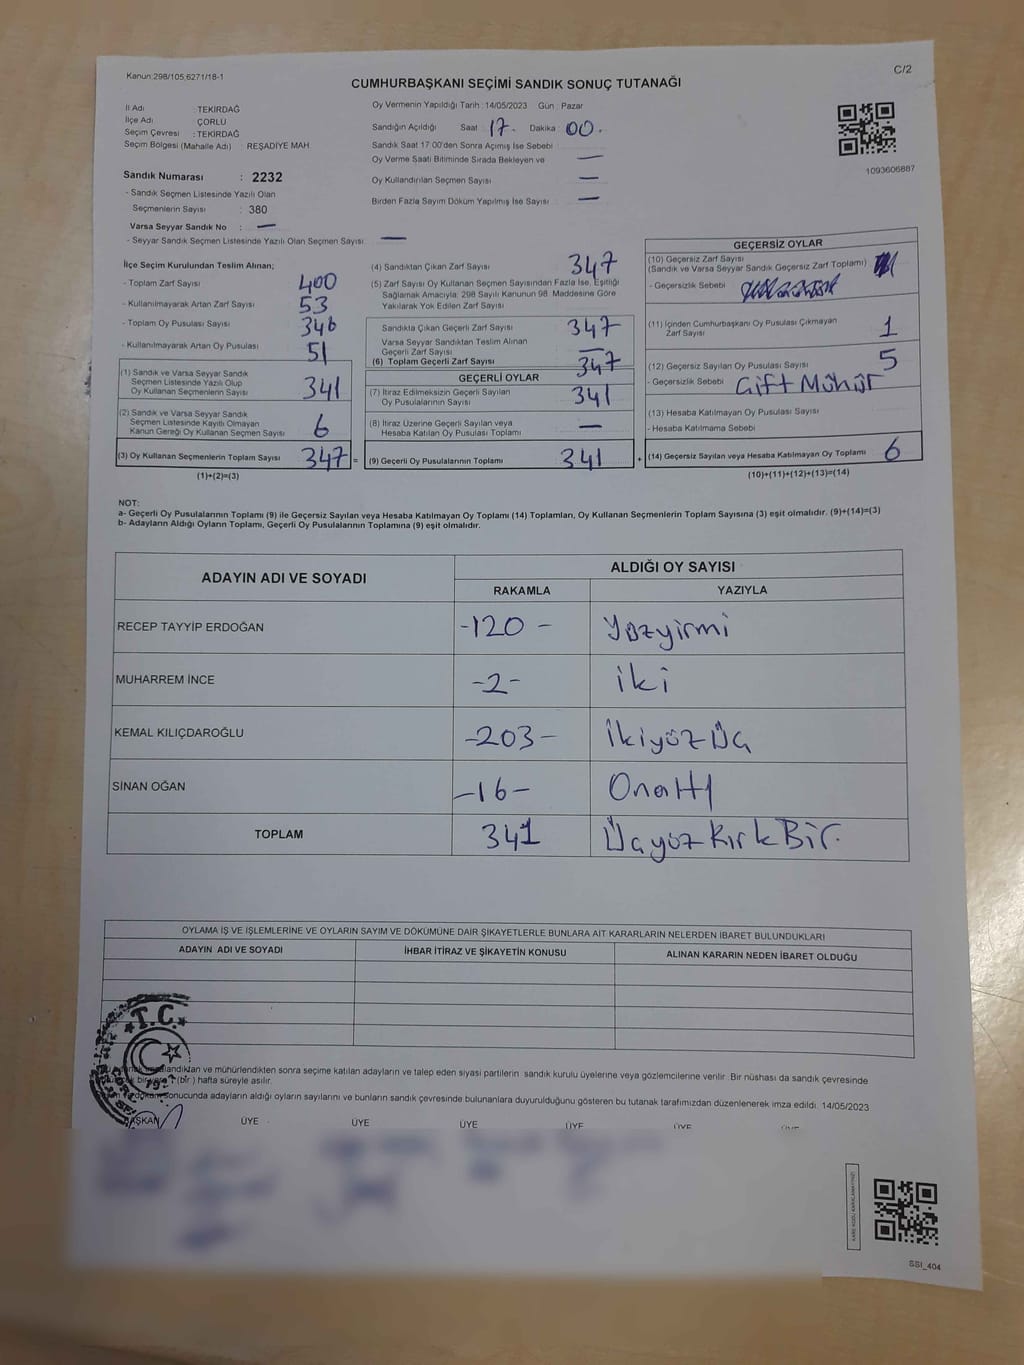 Kanun:298/105,6271/18-1
C/2
CUMHURBAŞKANI SEÇİMİ SANDIK SONUÇ TUTANAĞI
İl Adı : TEKİRDAĞ
İlçe Adı : ÇORLU
Seçim Çevresi : TEKİRDAĞ
Seçim Bölgesi (Mahalle Adı) REŞADİYE MAH
Sandık Numarası : 2232
- Sandık Seçmen Listesinde Yazılı Olan
Seçmenlerin Sayısı : 380
Varsa Seyyar Sandık No : —
- Seyyar Sandık Seçmen Listesinde Yazılı Olan Seçmen Sayısı —
Oy Vermenin Yapıldığı Tarih :14/05/2023 Gün : Pazar
Sandığın Açıldığı Saat 17. Dakika : 00.
Sandık Saat 17:00'den Sonra Açımış İse Sebebi
Oy Verme Saati Bitiminde Sırada Bekleyen ve —
Oy Kullandırılan Seçmen Sayısı —
Birden Fazla Sayım Döküm Yapılmış İse Sayısı —
1093606887
İlçe Seçim Kurulundan Teslim Alınan;
- Toplam Zarf Sayısı 400
- Kullanılmayarak Artan Zarf Sayısı 53
- Toplam Oy Pusulası Sayısı 346
- Kullanılmayarak Artan Oy Pusulası 51
(1) Sandık ve Varsa Seyyar Sandık
Seçmen Listesinde Yazılı Olup
Oy Kullanan Seçmenlerin Sayısı 341
(2) Sandık ve Varsa Seyyar Sandık
Seçmen Listesinde Kayıtlı Olmayan
Kanun Gereği Oy Kullanan Seçmen Sayısı 6
(3) Oy Kullanan Seçmenlerin Toplam Sayısı 347 =
(1)+(2)=(3)
(4) Sandıktan Çıkan Zarf Sayısı 347
(5) Zarf Sayısı Oy Kullanan Seçmen Sayısından Fazla İse, Eşitliği
Sağlamak Amacıyla: 298 Sayılı Kanunun 98. Maddesine Göre
Yakılarak Yok Edilen Zarf Sayısı
Sandıkta Çıkan Geçerli Zarf Sayısı 347
Varsa Seyyar Sandıktan Teslim Alınan
Geçerli Zarf Sayısı —
(6) Toplam Geçerli Zarf Sayısı 347
GEÇERLİ OYLAR
(7) İtiraz Edilmeksizin Geçerli Sayılan
Oy Pusulalarının Sayısı 341
(8) İtiraz Üzerine Geçerli Sayılan veya
Hesaba Katılan Oy Pusulası Toplamı —
(9) Geçerli Oy Pusulalarının Toplamı 341 +
GEÇERSİZ OYLAR
(10) Geçersiz Zarf Sayısı
(Sandık ve Varsa Seyyar Sandık Geçersiz Zarf Toplamı)
- Geçersizlik Sebebi
(11) İçinden Cumhurbaşkanı Oy Pusulası Çıkmayan
Zarf Sayısı 1
(12) Geçersiz Sayılan Oy Pusulası Sayısı 5
- Geçersizlik Sebebi Çift Mühür
(13) Hesaba Katılmayan Oy Pusulası Sayısı
- Hesaba Katılmama Sebebi
(14) Geçersiz Sayılan veya Hesaba Katılmayan Oy Toplamı 6
(10)+(11)+(12)+(13)=(14)
NOT:
a- Geçerli Oy Pusulalarının Toplamı (9) ile Geçersiz Sayılan veya Hesaba Katılmayan Oy Toplamı (14) Toplamları, Oy Kullanan Seçmenlerin Toplam Sayısına (3) eşit olmalıdır. (9)+(14)=(3)
b- Adayların Aldığı Oyların Toplamı, Geçerli Oy Pusulalarının Toplamına (9) eşit olmalıdır.
ADAYIN ADI VE SOYADI
ALDIĞI OY SAYISI
RAKAMLA YAZIYLA
RECEP TAYYİP ERDOĞAN -120- Yüzyirmi
MUHARREM İNCE -2- iki
KEMAL KILIÇDAROĞLU -203- İkiyüz Üç
SİNAN OĞAN -16- Onaltı
TOPLAM 341 Üçyüz Kırk Bir.
OYLAMA İŞ VE İŞLEMLERİNE VE OYLARIN SAYIM VE DÖKÜMÜNE DAİR ŞİKAYETLERLE BUNLARA AİT KARARLARIN NELERDEN İBARET BULUNDUKLARI
ADAYIN ADI VE SOYADI İHBAR İTİRAZ VE ŞİKAYETİN KONUSU ALINAN KARARIN NEDEN İBARET OLDUĞU
T.C.
ve mühürlendikten sonra seçime katılan adayların ve talep eden siyasi partilerin sandık kurulu üyelerine veya gözlemcilerine verilir. Bir nüshası da sandık çevresinde
(bir) hafta süreyle asılır.
sonucunda adayların aldığı oyların sayılarını ve bunların sandık çevresinde bulunanlara duyurulduğunu gösteren bu tutanak tarafımızdan düzenlenerek imza edildi. 14/05/2023
BAŞKAN ÜYE ÜYE ÜYE ÜYE ÜYE ÜYE
SSI_404